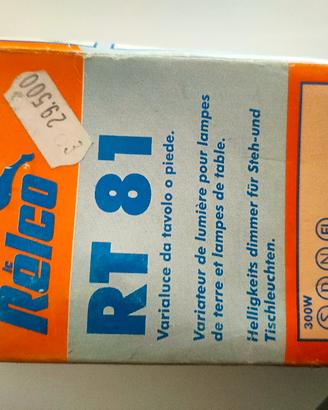 £ 29.500
le
Relco
RT 81
Varialuce da tavolo o piede.
Variateur de lumière pour lampes
de terre et lampes de table.
Helligkeits dimmer für Steh-und
Tischleuchten.
300W
S D N F